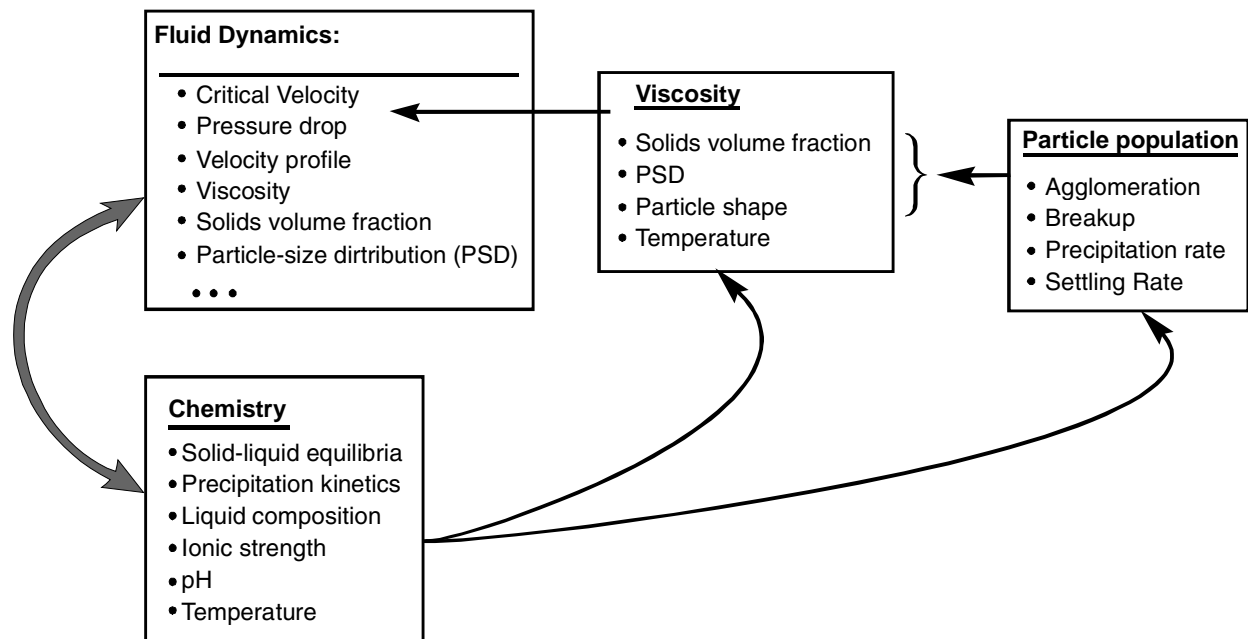 Fluid Dynamics:
• Critical Velocity
• Pressure drop
• Velocity profile
• Viscosity
• Solids volume fraction
• Particle-size dirtribution (PSD)
• • •
Viscosity
• Solids volume fraction
• PSD
• Particle shape
• Temperature
Particle population
• Agglomeration
• Breakup
• Precipitation rate
• Settling Rate
Chemistry
• Solid-liquid equilibria
• Precipitation kinetics
• Liquid composition
• Ionic strength
• pH
• Temperature